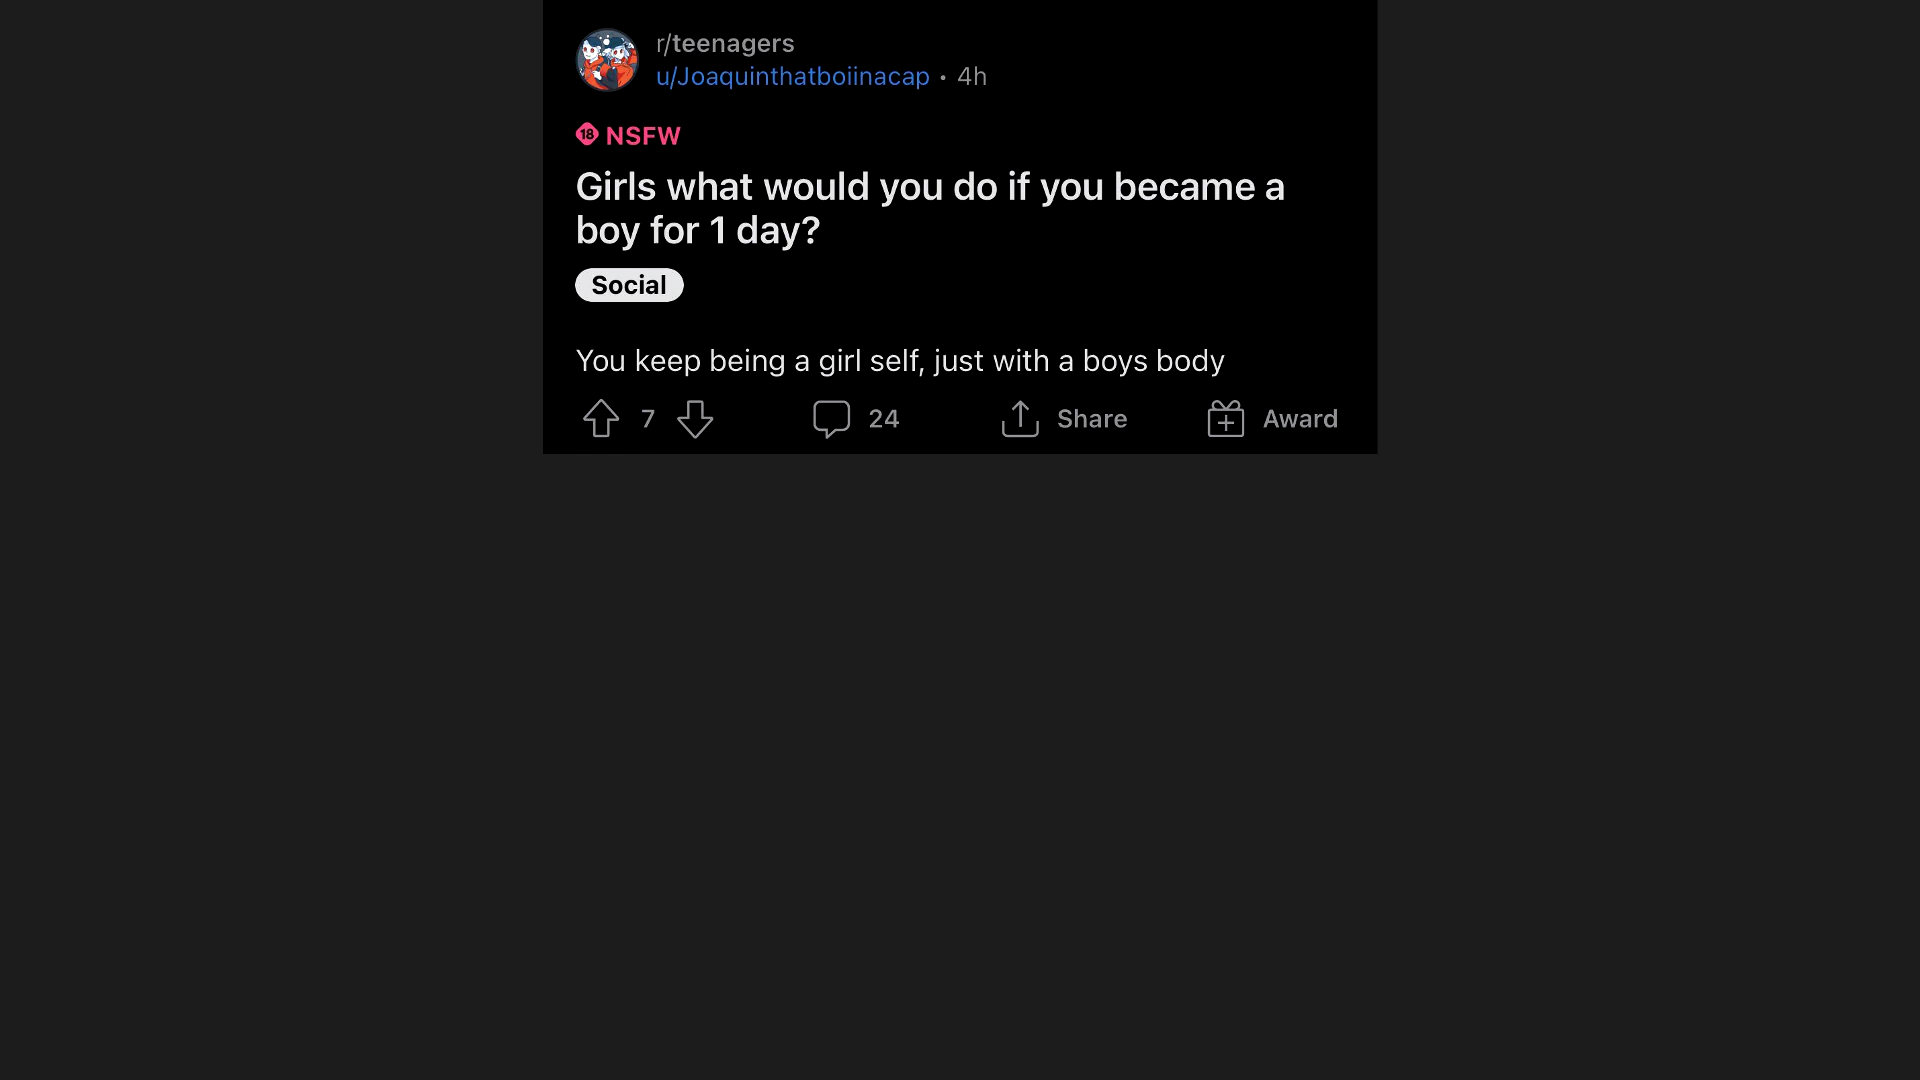 r/teenagers
u/Joaquinthatboiinacap • 4h
18 NSFW
Girls what would you do if you became a
boy for 1 day?
Social
You keep being a girl self, just with a boys body
7 24 Share Award